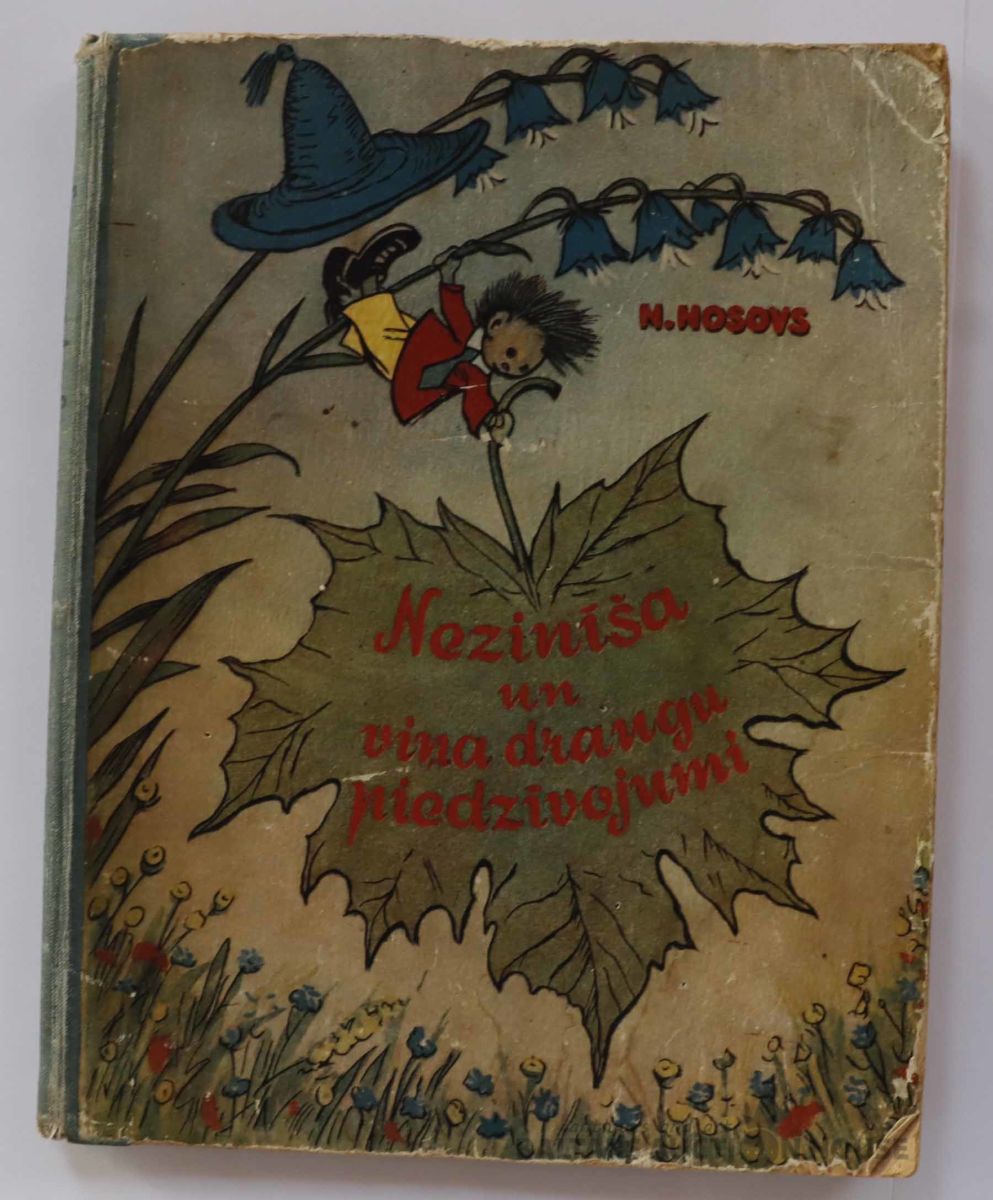 N.NOSOVS
Nezinīša
un
viņa draugu
piedzīvojumi